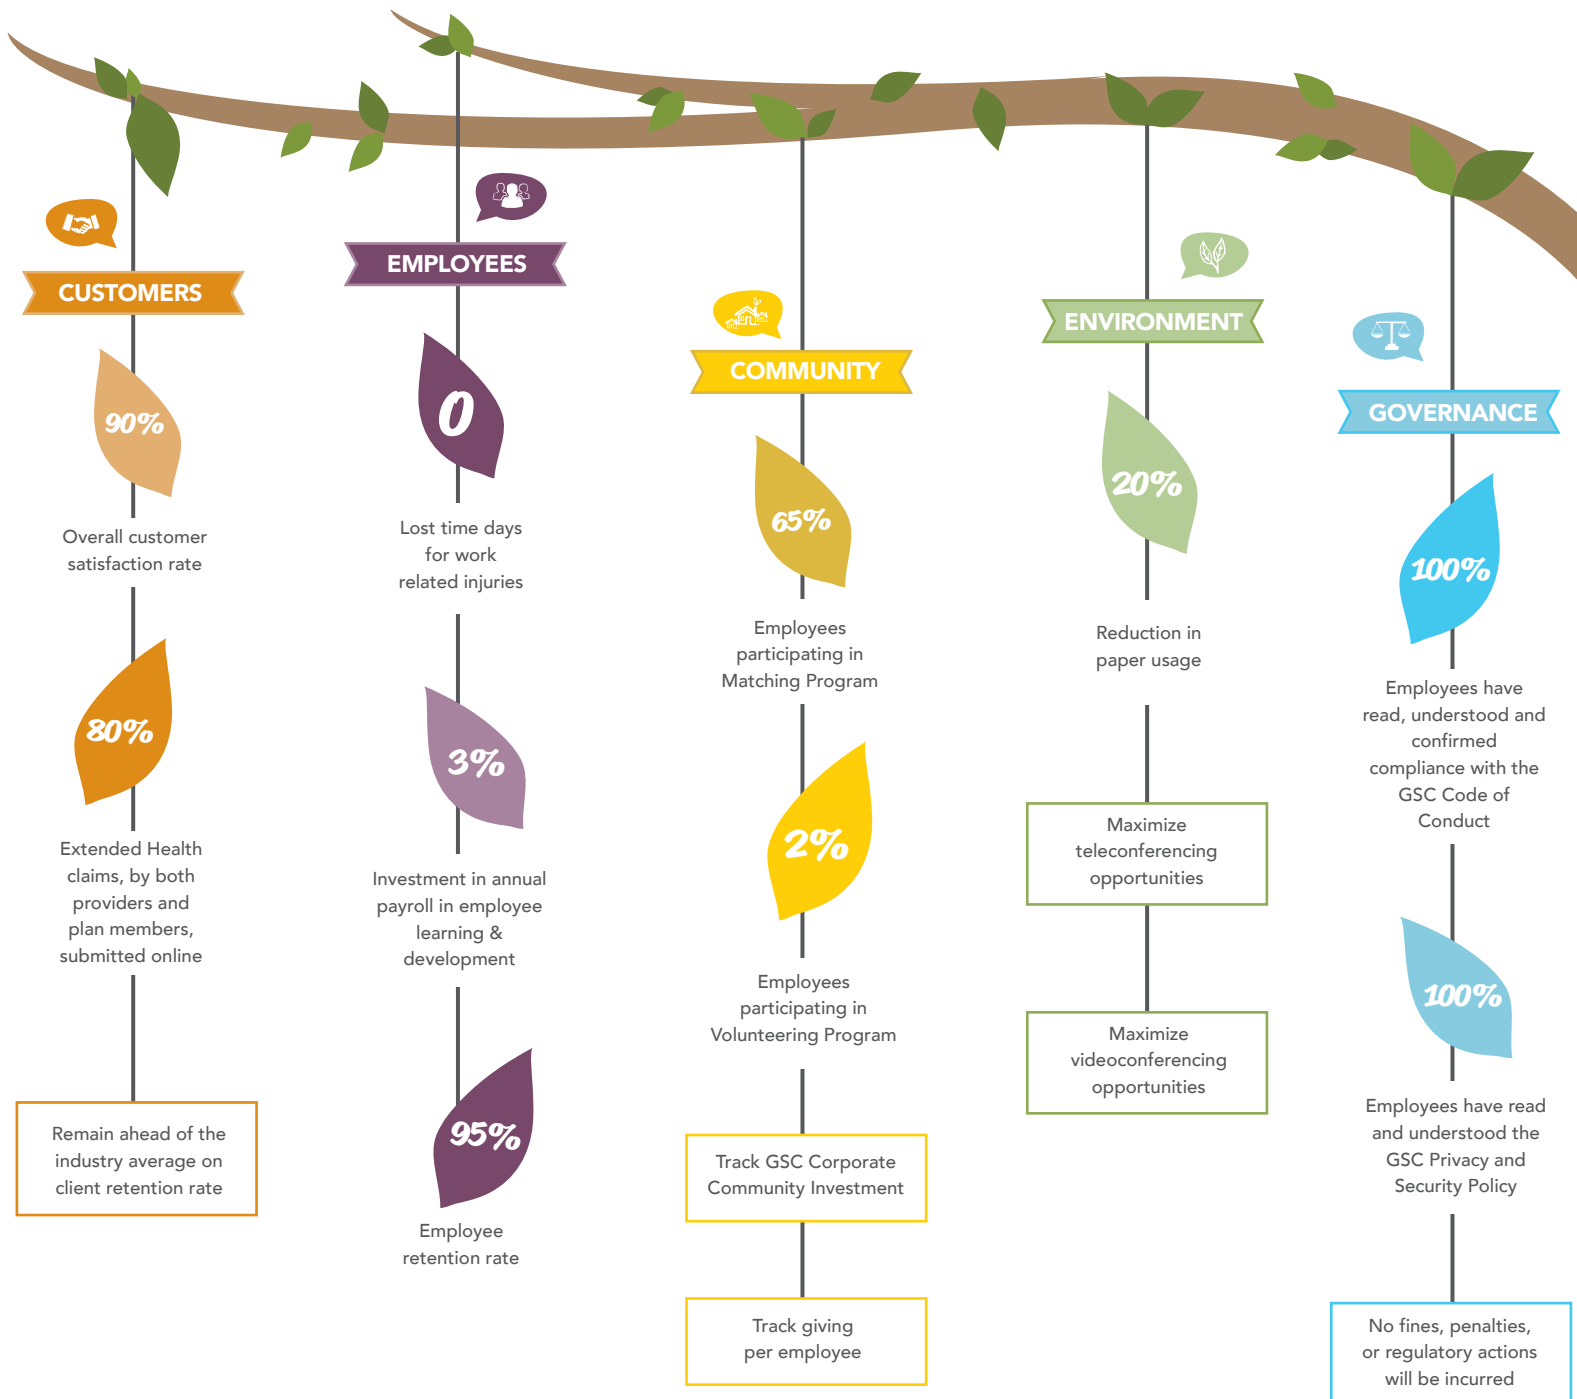 CUSTOMERS
90%
Overall customer
satisfaction rate
80%
Extended Health
claims, by both
providers and
plan members,
submitted online
Remain ahead of the
industry average on
client retention rate
EMPLOYEES
0
Lost time days
for work
related injuries
3%
Investment in annual
payroll in employee
learning &
development
95%
Employee
retention rate
COMMUNITY
65%
Employees
participating in
Matching Program
2%
Employees
participating in
Volunteering Program
Track GSC Corporate
Community Investment
Track giving
per employee
ENVIRONMENT
20%
Reduction in
paper usage
Maximize
teleconferencing
opportunities
Maximize
videoconferencing
opportunities
GOVERNANCE
100%
Employees have
read, understood and
confirmed
compliance with the
GSC Code of
Conduct
100%
Employees have read
and understood the
GSC Privacy and
Security Policy
No fines, penalties,
or regulatory actions
will be incurred